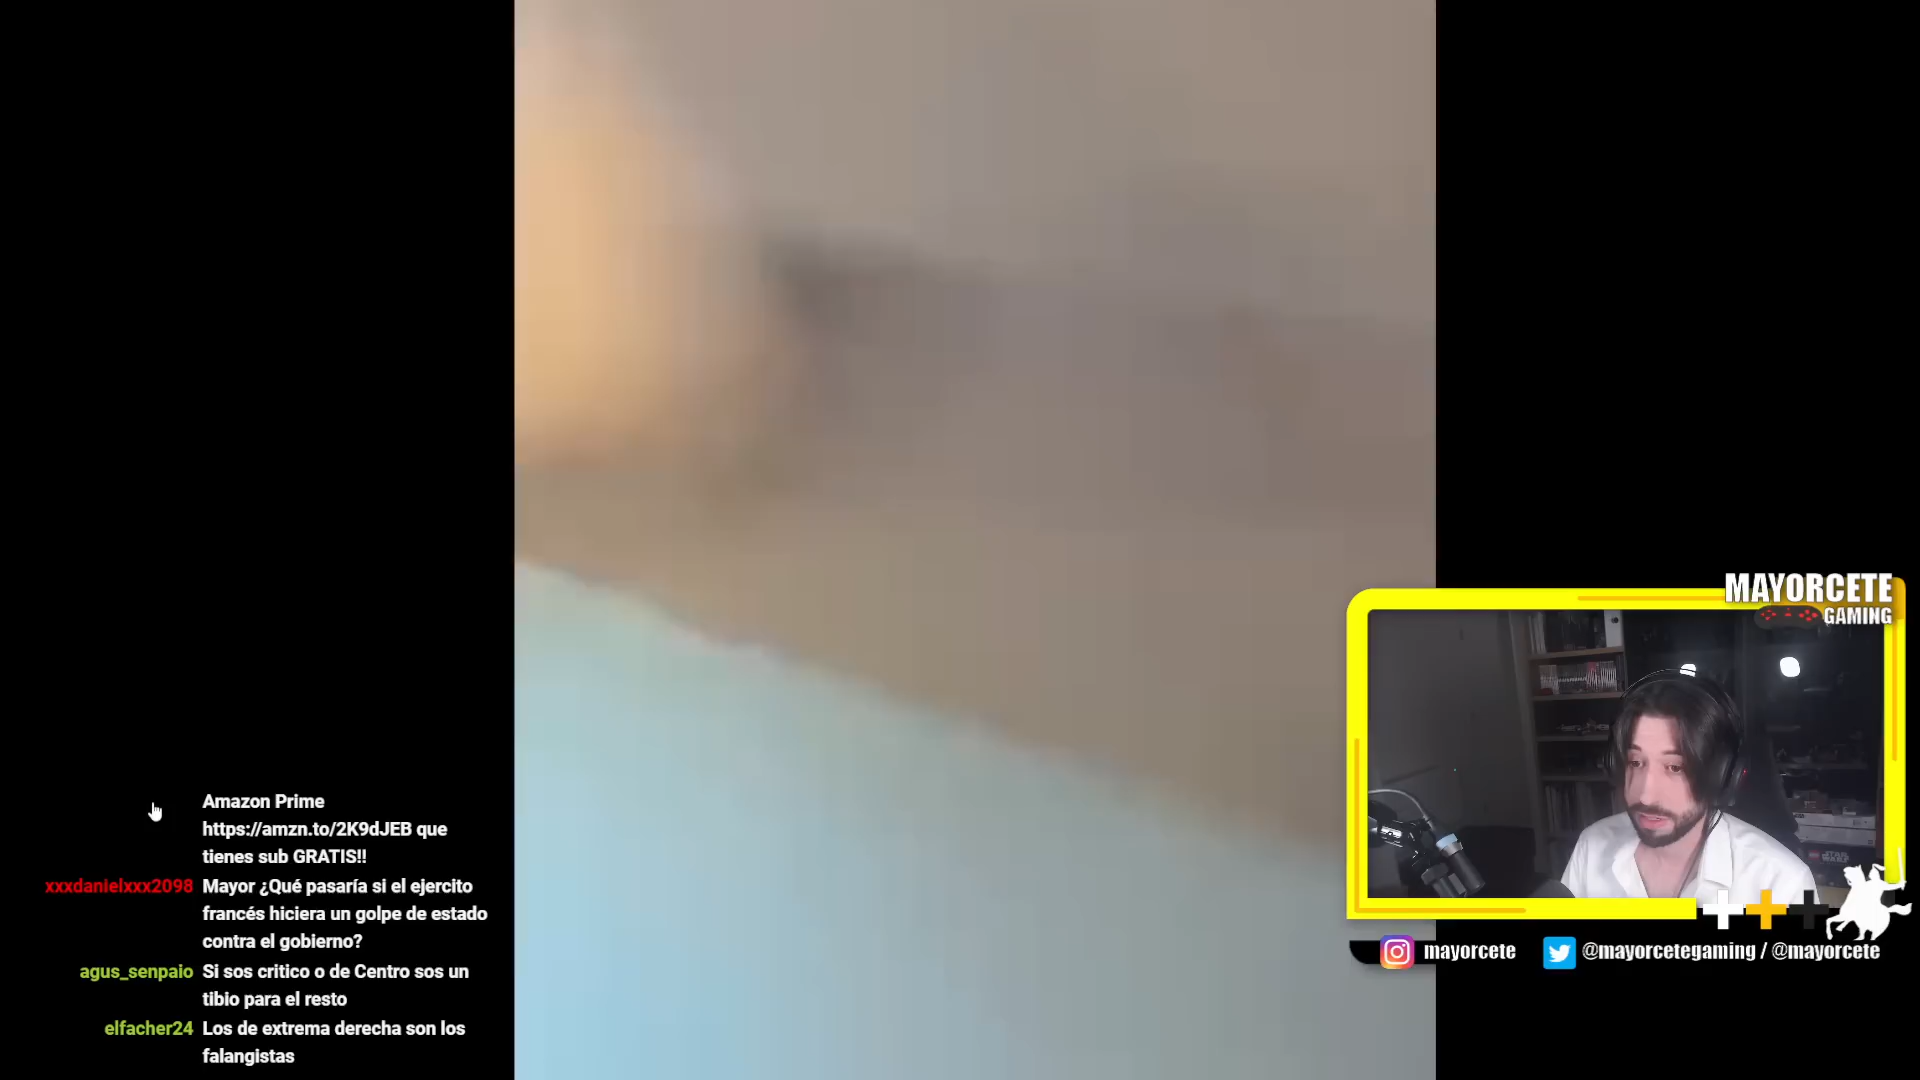 Amazon Prime
https://amzn.to/2K9dJEB que
tienes sub GRATIS!!
xxxdanielxxx2098 Mayor ¿Qué pasaría si el ejercito
francés hiciera un golpe de estado
contra el gobierno?
agus_senpaio Si sos critico o de Centro sos un
tibio para el resto
elfacher24 Los de extrema derecha son los
falangistas
MAYORCETE
GAMING
STAR
WARS
mayorcete @mayorcetegaming / @mayorcete